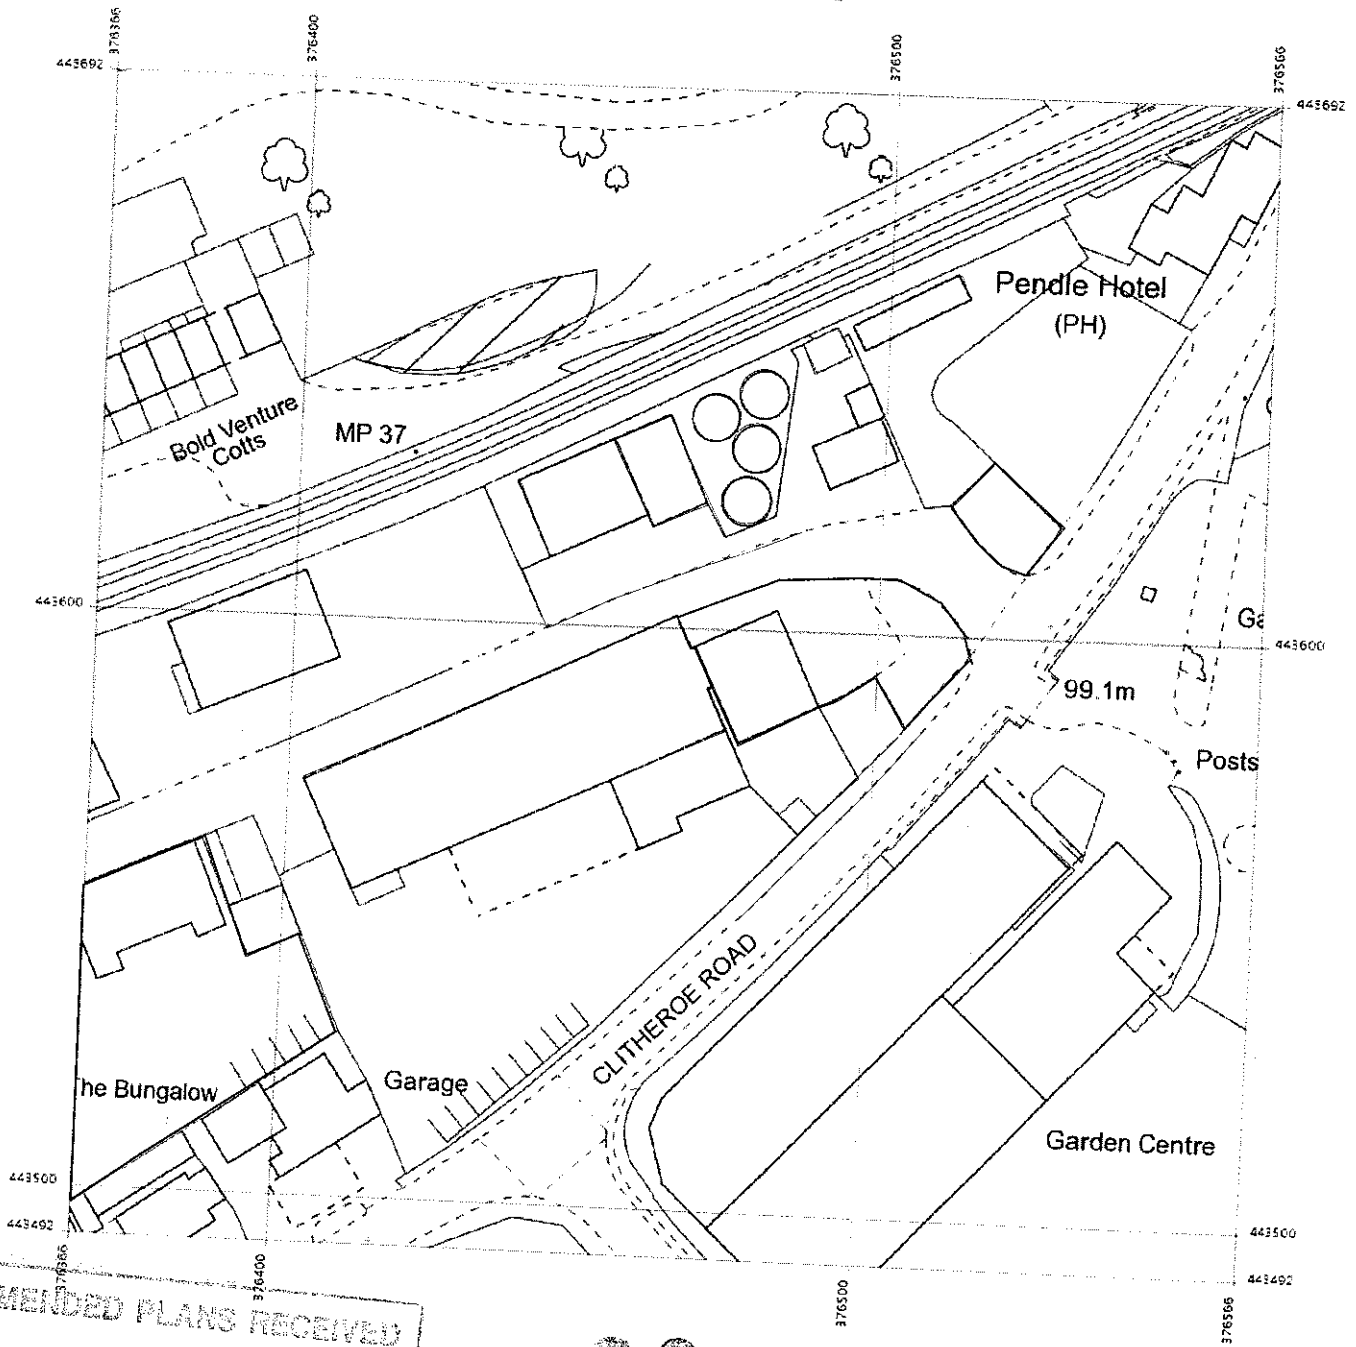 376366
376400
376500
376566
443692
443692
Pendle Hotel
(PH)
Bold Venture
Cotts
MP 37
443600
Ga
443600
99.1m
Posts
CLITHEROE ROAD
he Bungalow
Garage
Garden Centre
443500
443492
443500
443492
376366
376400
376500
376566
MENDED PLANS RECEIVED